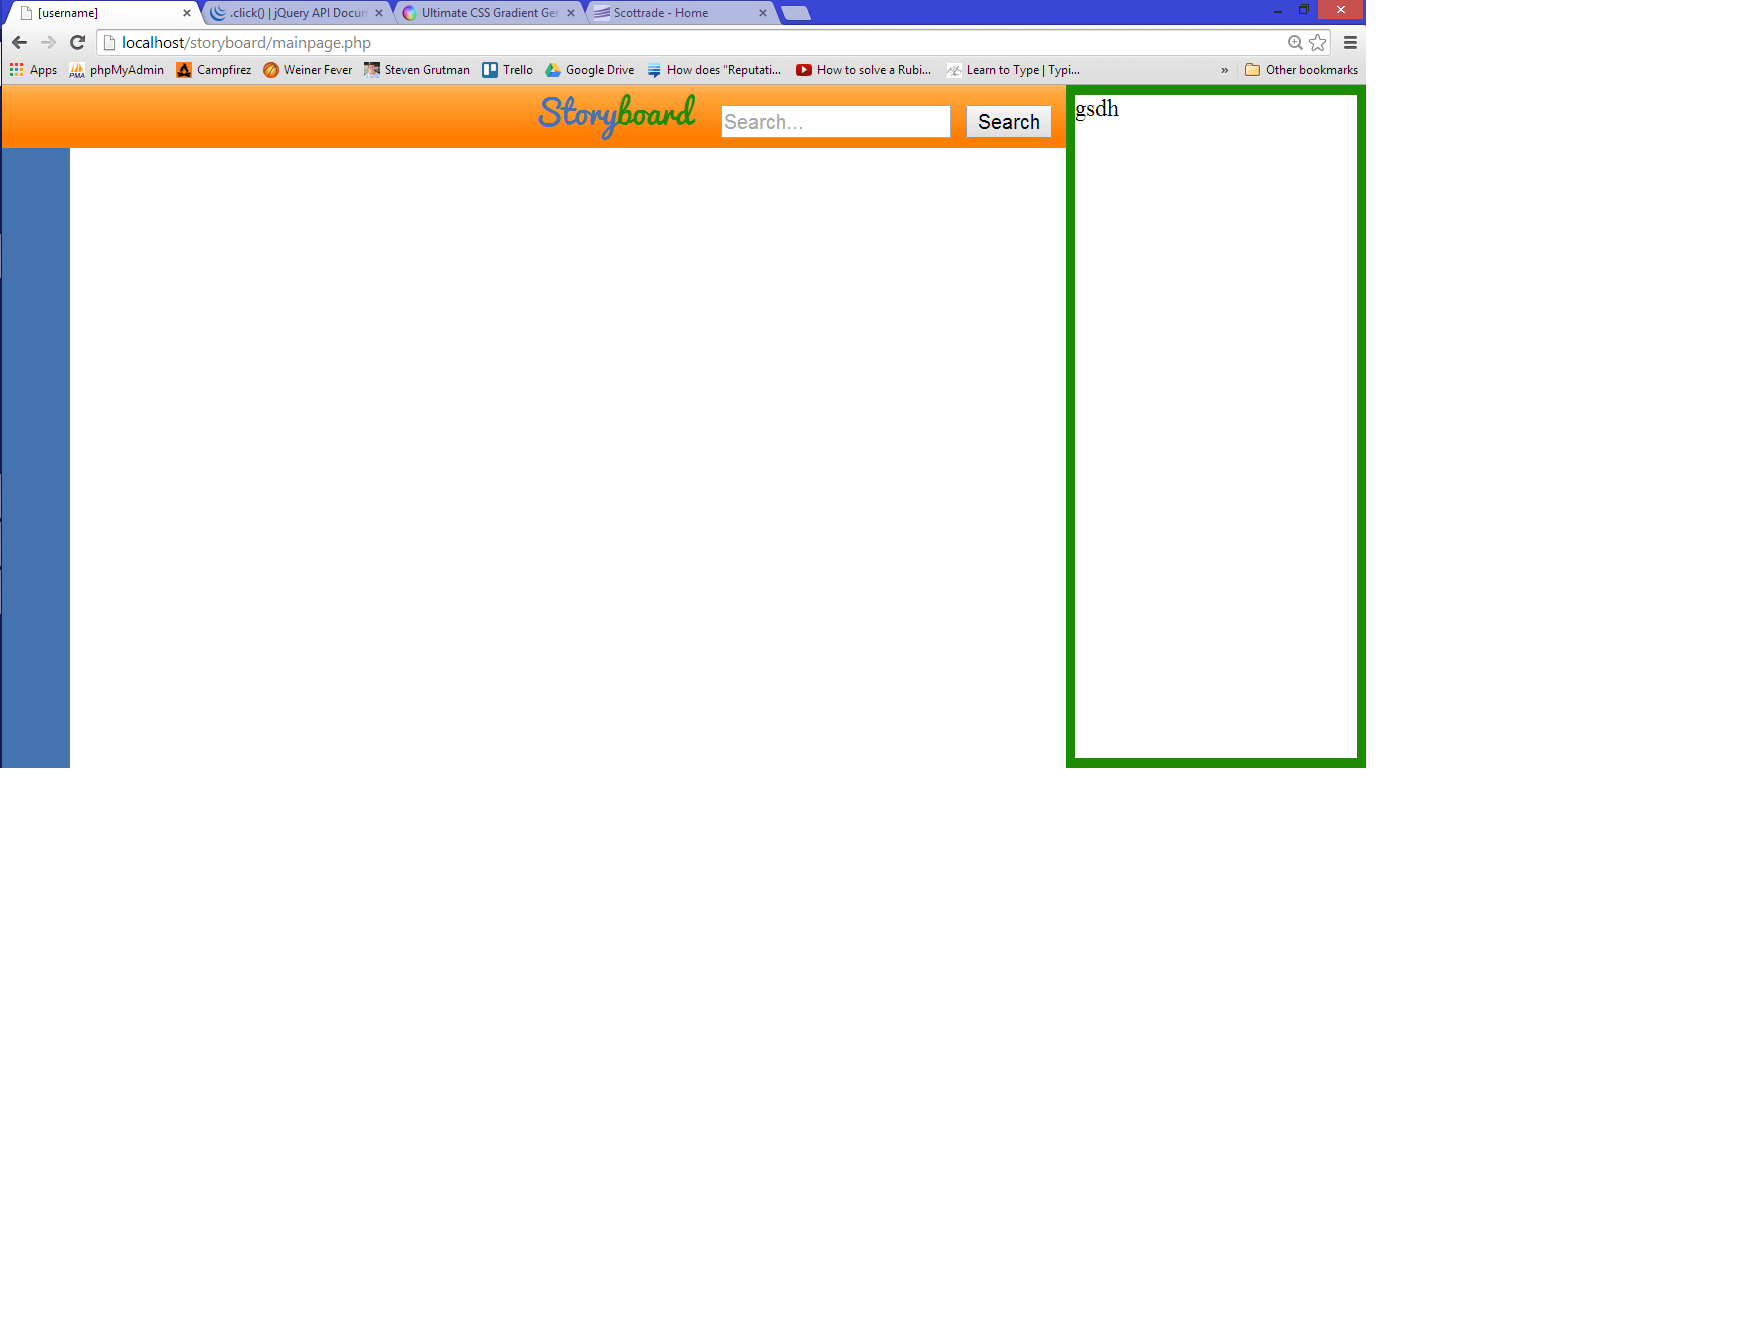 [username] .click() | jQuery API Docun Ultimate CSS Gradient Ger Scottrade - Home
localhost/storyboard/mainpage.php
Apps phpMyAdmin Campfirez Weiner Fever Steven Grutman Trello Google Drive How does "Reputati... How to solve a Rubi... Learn to Type | Typi... » Other bookmarks
Storyboard Search... Search
gsdh